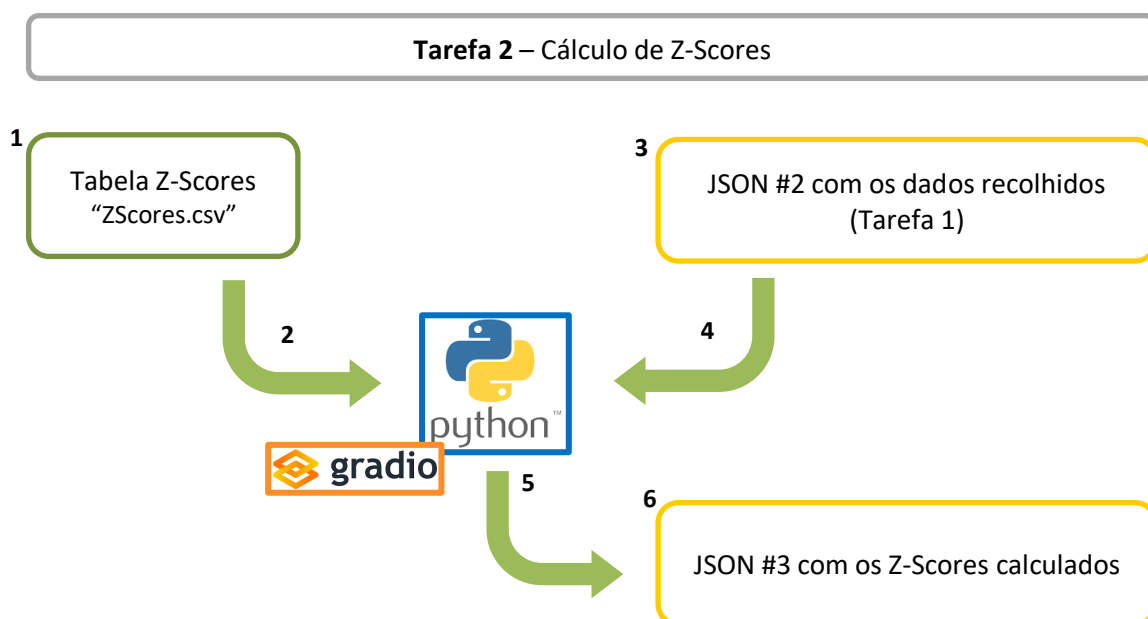 Tarefa 2 – Cálculo de Z-Scores
1
Tabela Z-Scores
“ZScores.csv”
3
JSON #2 com os dados recolhidos
(Tarefa 1)
2
4
python™
gradio
5
6
JSON #3 com os Z-Scores calculados